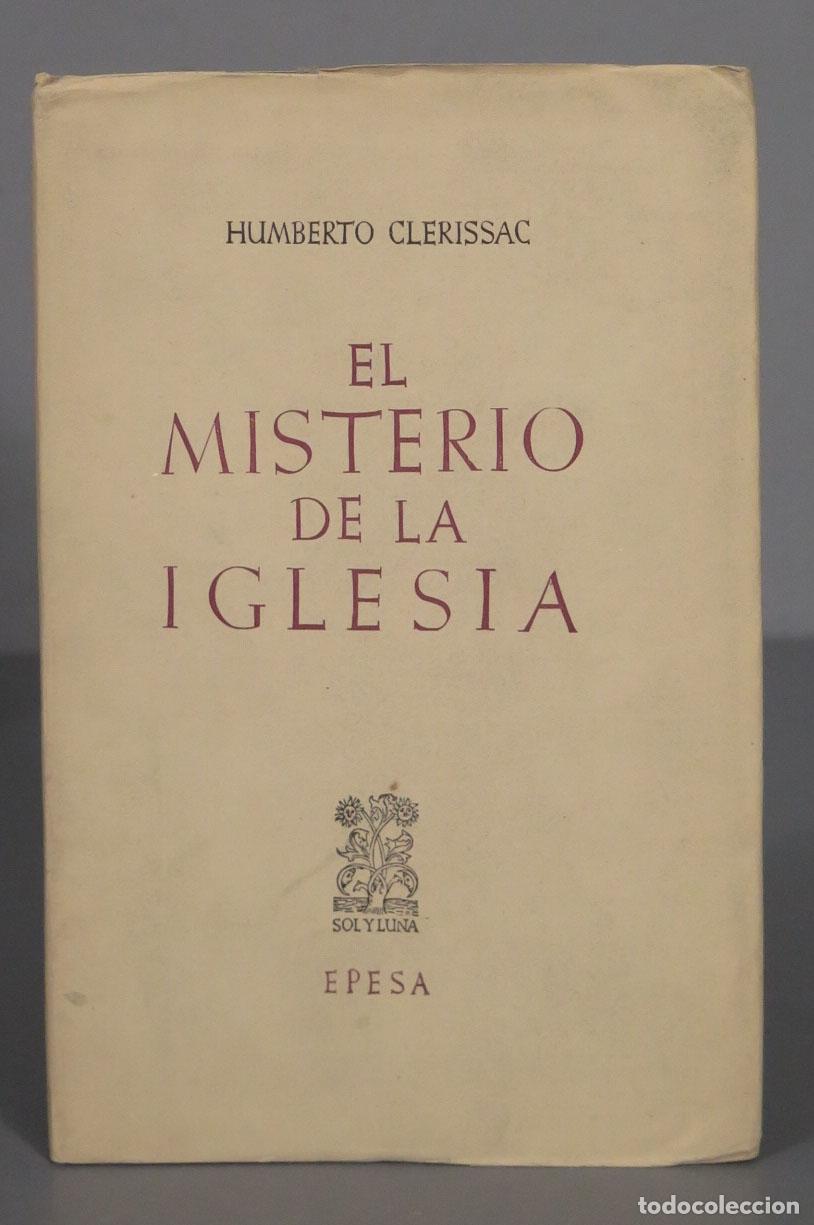 HUMBERTO CLERISSAC
EL
MISTERIO
DE LA
IGLESIA
SOL Y LUNA
EPESA
todocoleccion